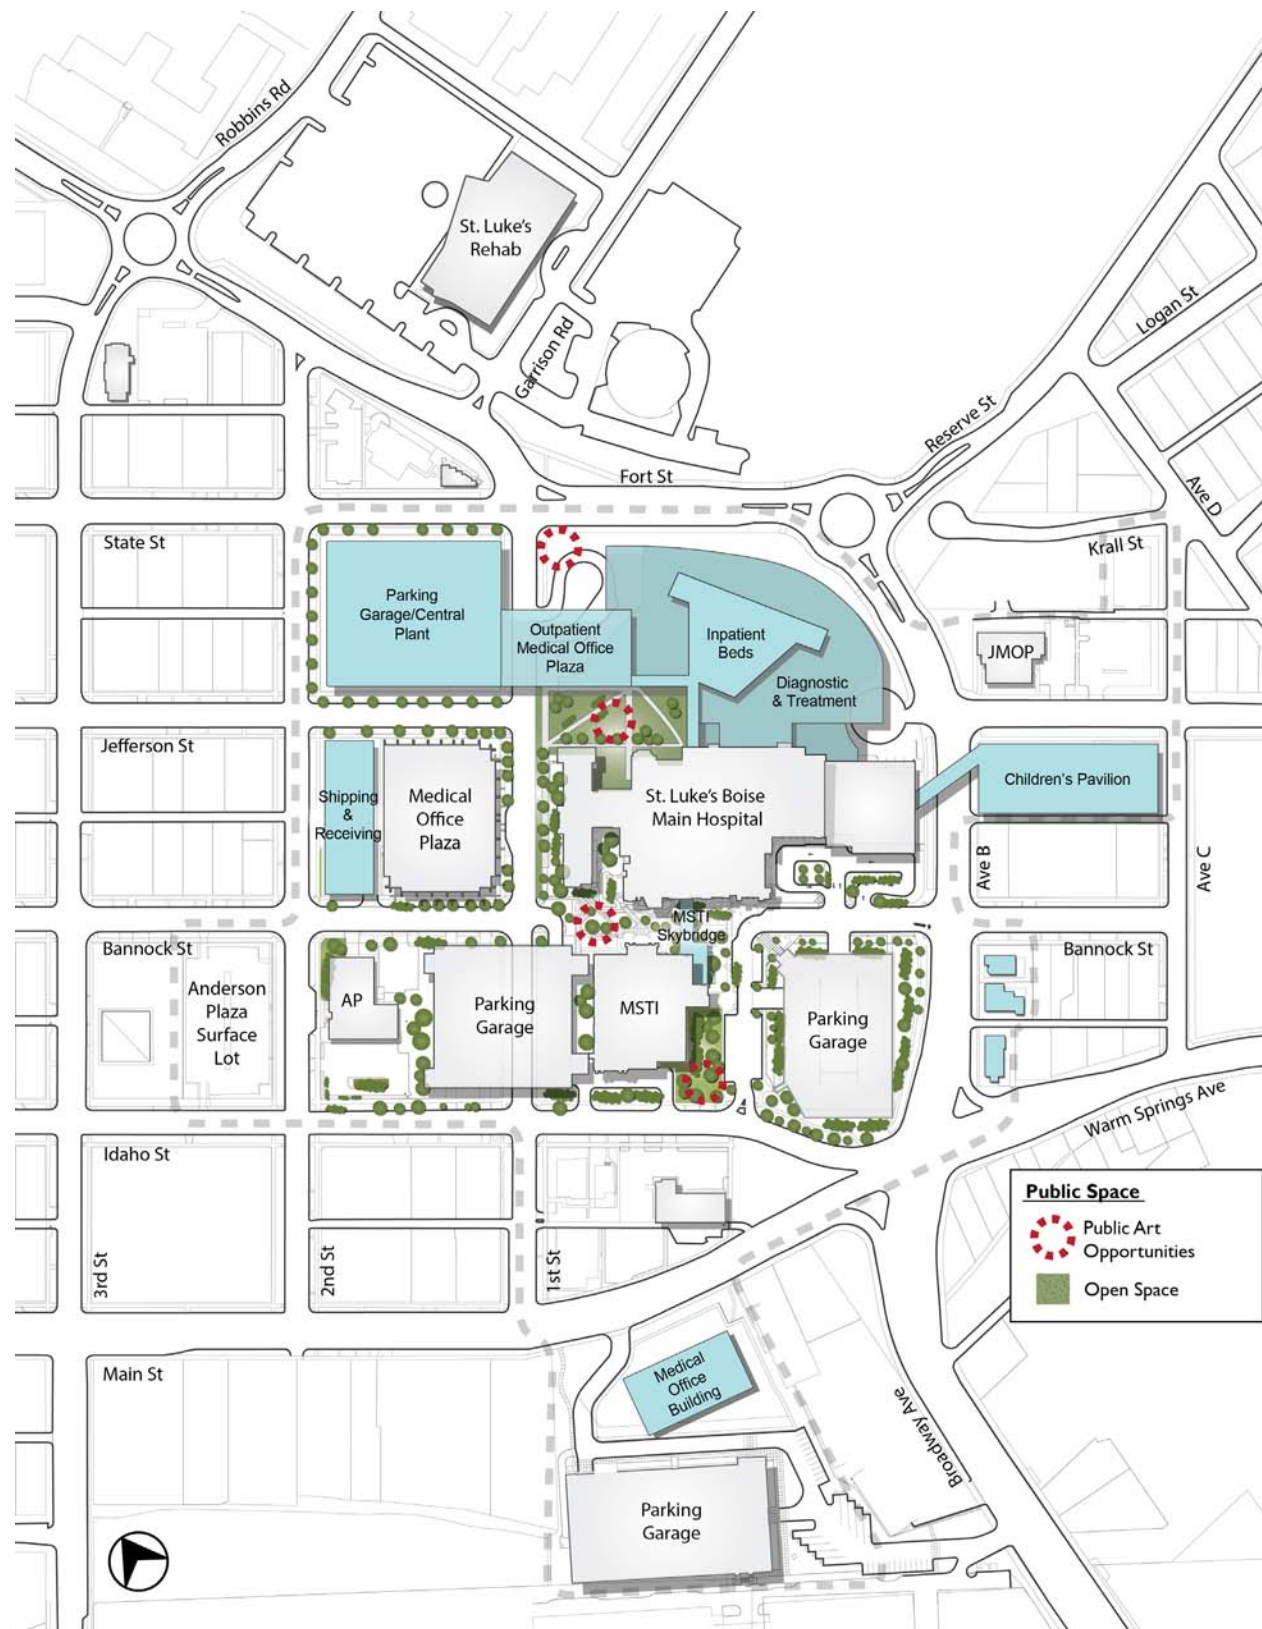 Robbins Rd
St. Luke's
Rehab
Garrison Rd
Logan St
Reserve St
Fort St
Ave D
State St
Krall St
Parking
Garage/Central
Plant
Outpatient
Medical Office
Plaza
Inpatient
Beds
JMOP
Diagnostic
& Treatment
Jefferson St
Shipping
&
Receiving
Medical
Office
Plaza
St. Luke's Boise
Main Hospital
Children's Pavilion
Ave B
Ave C
MSTI
Skybridge
Bannock St
Bannock St
Anderson
Plaza
Surface
Lot
AP
Parking
Garage
MSTI
Parking
Garage
Warm Springs Ave
Idaho St
3rd St
2nd St
1st St
Public Space
Public Art
Opportunities
Open Space
Main St
Medical
Office
Building
Broadway Ave
Parking
Garage